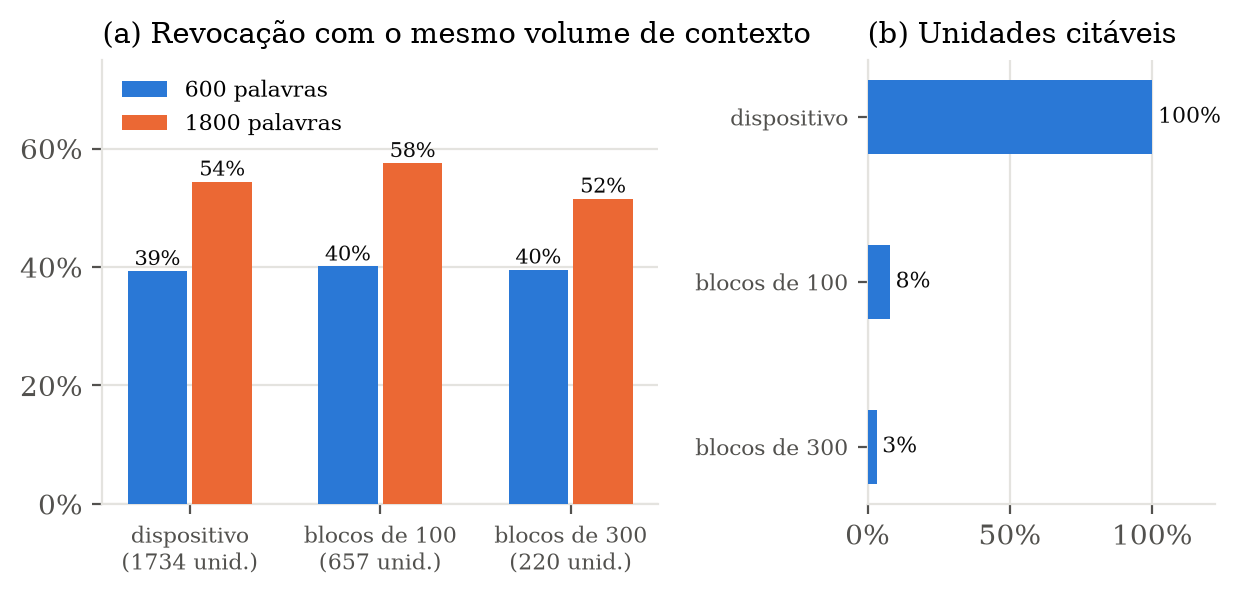 (a) Revocação com o mesmo volume de contexto
600 palavras
1800 palavras
60%
40%
20%
0%
39%
54%
40%
58%
40%
52%
dispositivo
(1734 unid.)
blocos de 100
(657 unid.)
blocos de 300
(220 unid.)
(b) Unidades citáveis
dispositivo
100%
blocos de 100
8%
blocos de 300
3%
0%
50%
100%